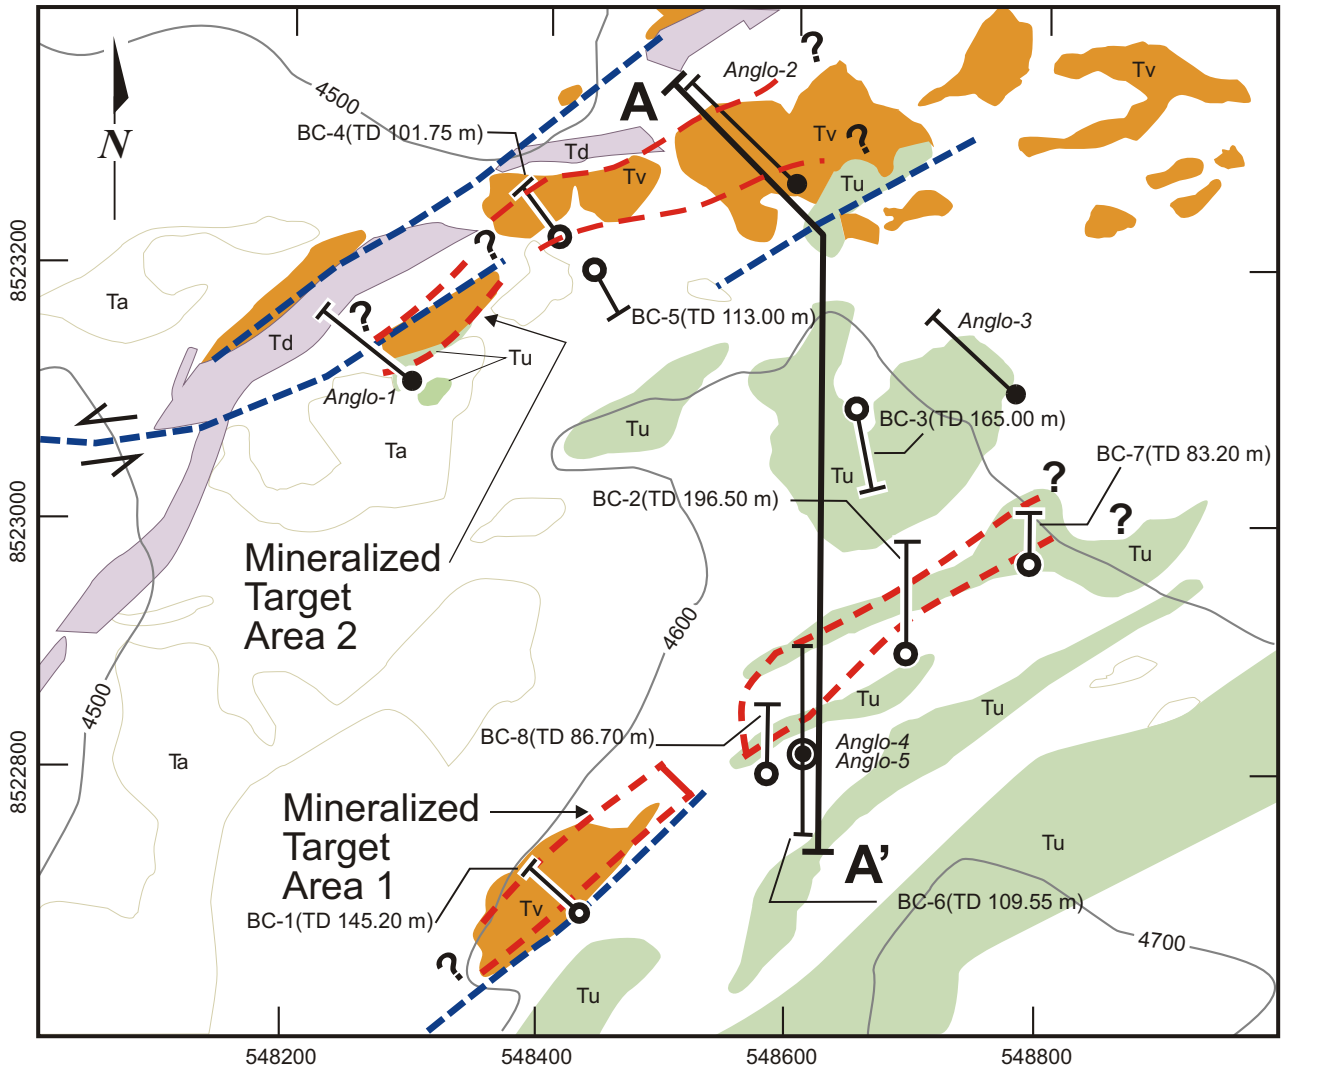 ?
Anglo-2
Tv
4500
A
BC-4(TD 101.75 m)
Tv
?
N
Td
Tv
Tu
8523200
?
Ta
?
BC-5(TD 113.00 m)
Anglo-3
Td
Tu
Anglo-1
BC-3(TD 165.00 m)
Tu
Ta
BC-7(TD 83.20 m)
Tu
?
BC-2(TD 196.50 m)
8523000
?
Mineralized
Target
Area 2
Tu
4600
4500
Tu
Tu
BC-8(TD 86.70 m)
Anglo-4
Anglo-5
Ta
8522800
Mineralized
Target
Area 1
Tu
A’
BC-1(TD 145.20 m)
Tv
BC-6(TD 109.55 m)
4700
?
Tu
548200
548400
548600
548800